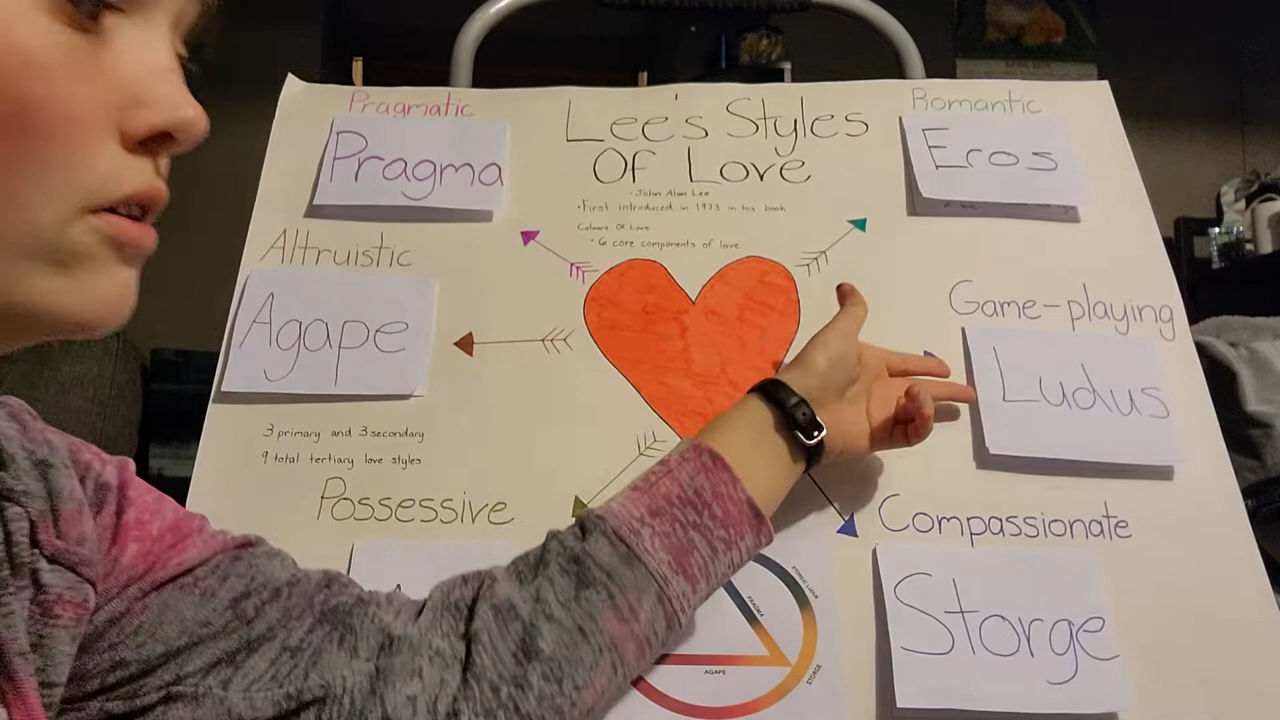 Lee's Styles
Of Love
- John Alan Lee
• First introduced in 1973 in his book
Colours Of Love
• 6 core components of love
Pragmatic
Pragma
Altruistic
Agape
3 primary and 3 secondary
9 total tertiary love styles
Possessive
Romantic
Eros
Game-playing
Ludus
Compassionate
Storge
PRAGMA
AGAPE
STORGE
STORGIC LUDUS